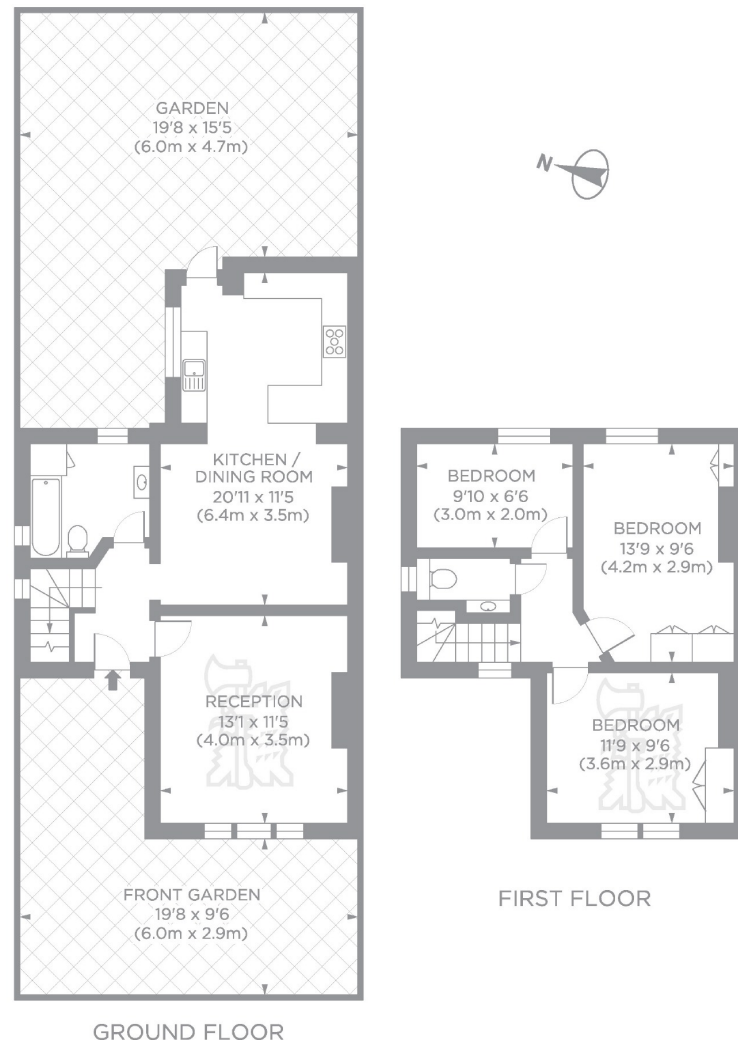 GARDEN
19'8 x 15'5
(6.0m x 4.7m)
N
KITCHEN /
DINING ROOM
20'11 x 11'5
(6.4m x 3.5m)
BEDROOM
9'10 x 6'6
(3.0m x 2.0m)
BEDROOM
13'9 x 9'6
(4.2m x 2.9m)
RECEPTION
13'1 x 11'5
(4.0m x 3.5m)
BEDROOM
11'9 x 9'6
(3.6m x 2.9m)
FRONT GARDEN
19'8 x 9'6
(6.0m x 2.9m)
FIRST FLOOR
GROUND FLOOR